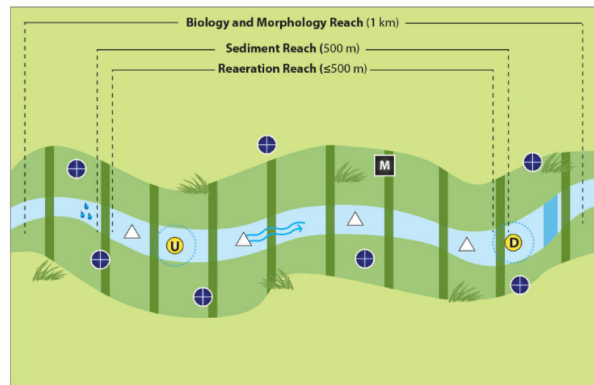 Biology and Morphology Reach (1 km)
Sediment Reach (500 m)
Reaeration Reach (≤500 m)
M
U
D